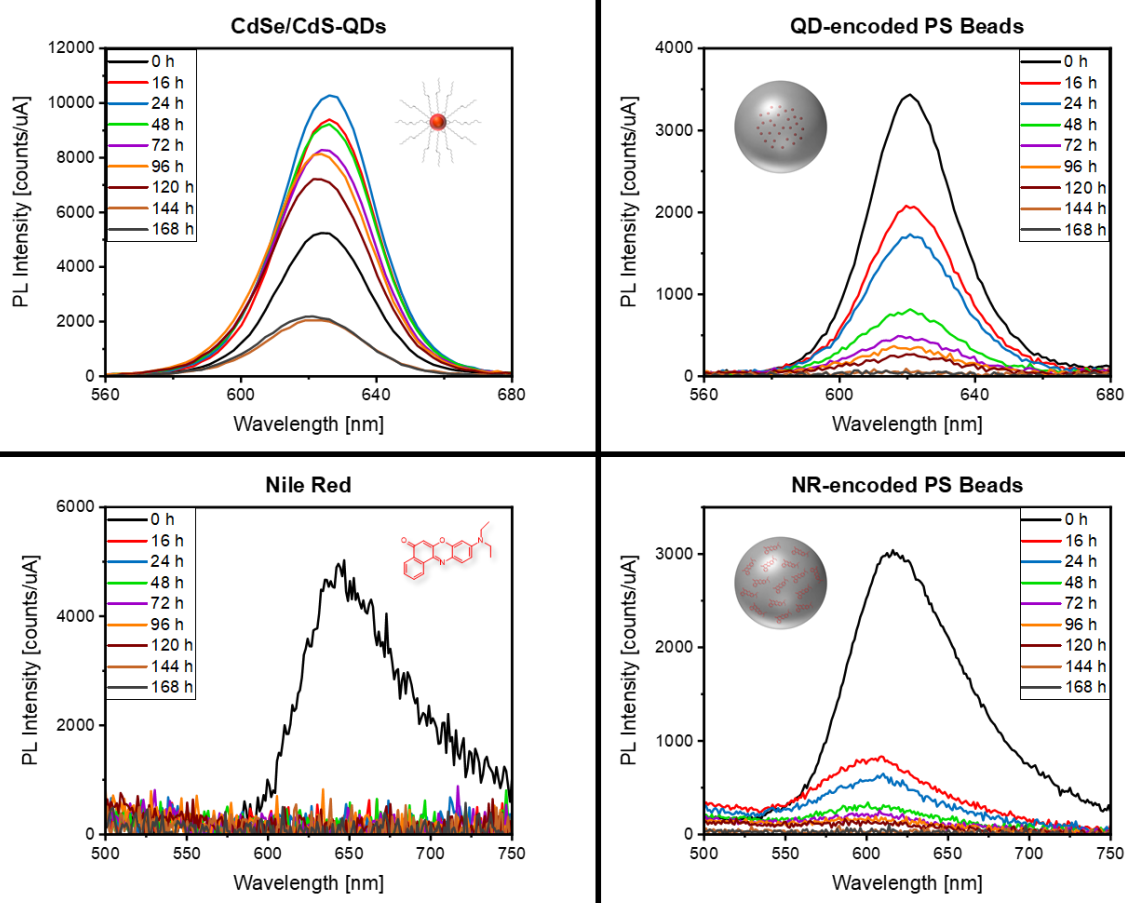 CdSe/CdS-QDs
12000
10000
8000
6000
4000
2000
0
PL Intensity [counts/uA]
0 h
16 h
24 h
48 h
72 h
96 h
120 h
144 h
168 h
560
600
640
680
Wavelength [nm]
QD-encoded PS Beads
4000
3000
2000
1000
0
PL Intensity [counts/uA]
0 h
16 h
24 h
48 h
72 h
96 h
120 h
144 h
168 h
560
600
640
680
Wavelength [nm]
Nile Red
6000
4000
2000
0
PL Intensity [counts/uA]
0 h
16 h
24 h
48 h
72 h
96 h
120 h
144 h
168 h
O
O
N
N
500
550
600
650
700
750
Wavelength [nm]
NR-encoded PS Beads
3000
2000
1000
0
PL Intensity [counts/uA]
0 h
16 h
24 h
48 h
72 h
96 h
120 h
144 h
168 h
500
550
600
650
700
750
Wavelength [nm]